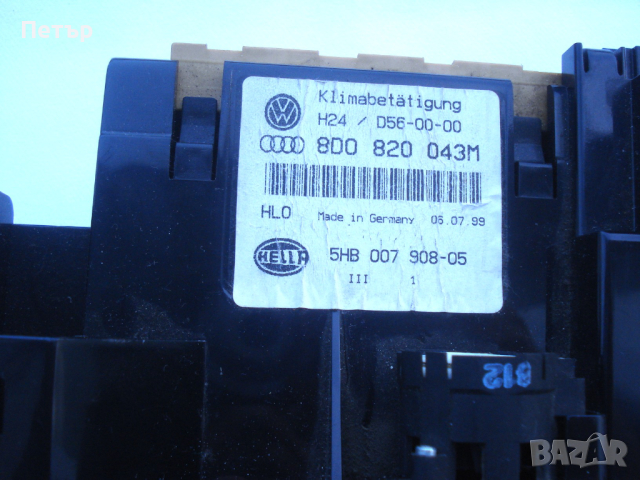 Петър
Klimabetätigung
H24 / D56-00-00
8D0 820 043M
HLO Made in Germany 06.07.99
HELLA 5HB 007 908-05
III 1
812
BAZAR